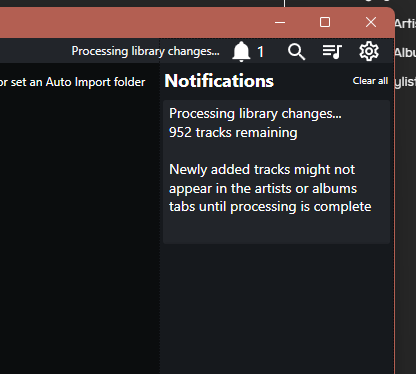 Artis
Processing library changes... 1
Albu
or set an Auto Import folder
Notifications
Clear all
ylist
Processing library changes...
952 tracks remaining
Newly added tracks might not
appear in the artists or albums
tabs until processing is complete